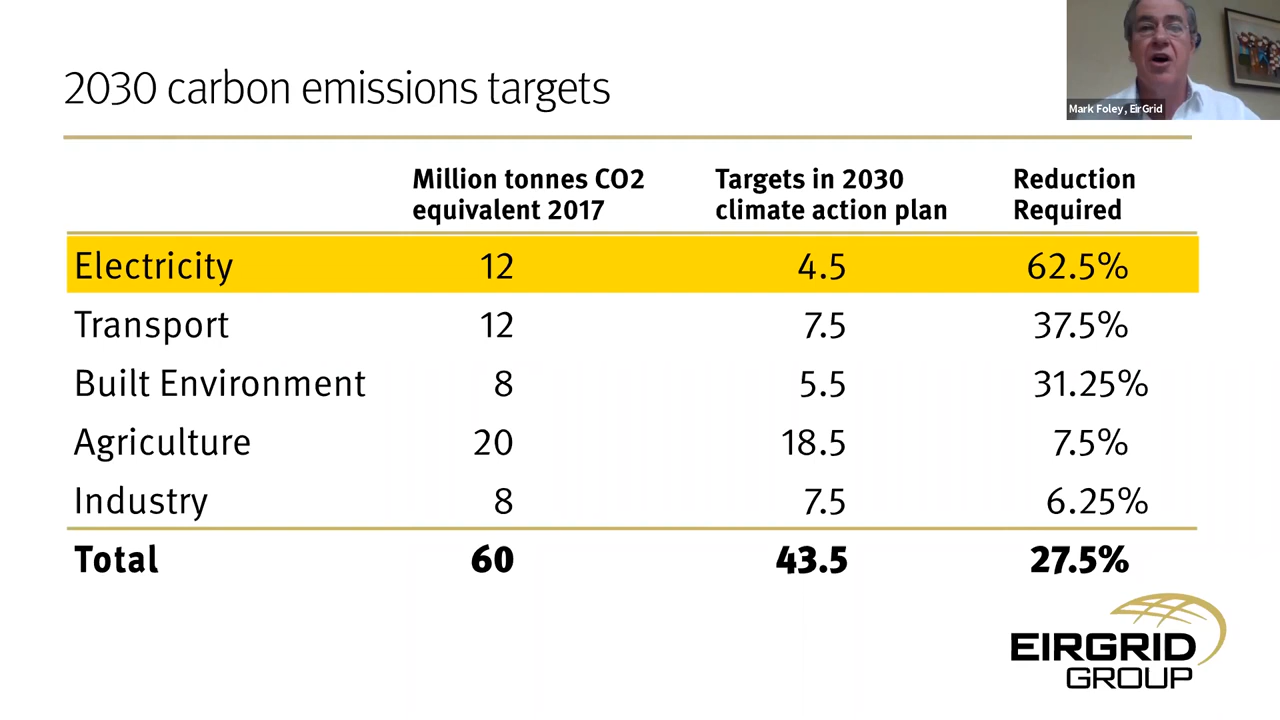 2030 carbon emissions targets
Mark Foley, EirGrid
Million tonnes CO2 equivalent 2017
Targets in 2030 climate action plan
Reduction Required
Electricity 12 4.5 62.5%
Transport 12 7.5 37.5%
Built Environment 8 5.5 31.25%
Agriculture 20 18.5 7.5%
Industry 8 7.5 6.25%
Total 60 43.5 27.5%
EIRGRID
GROUP